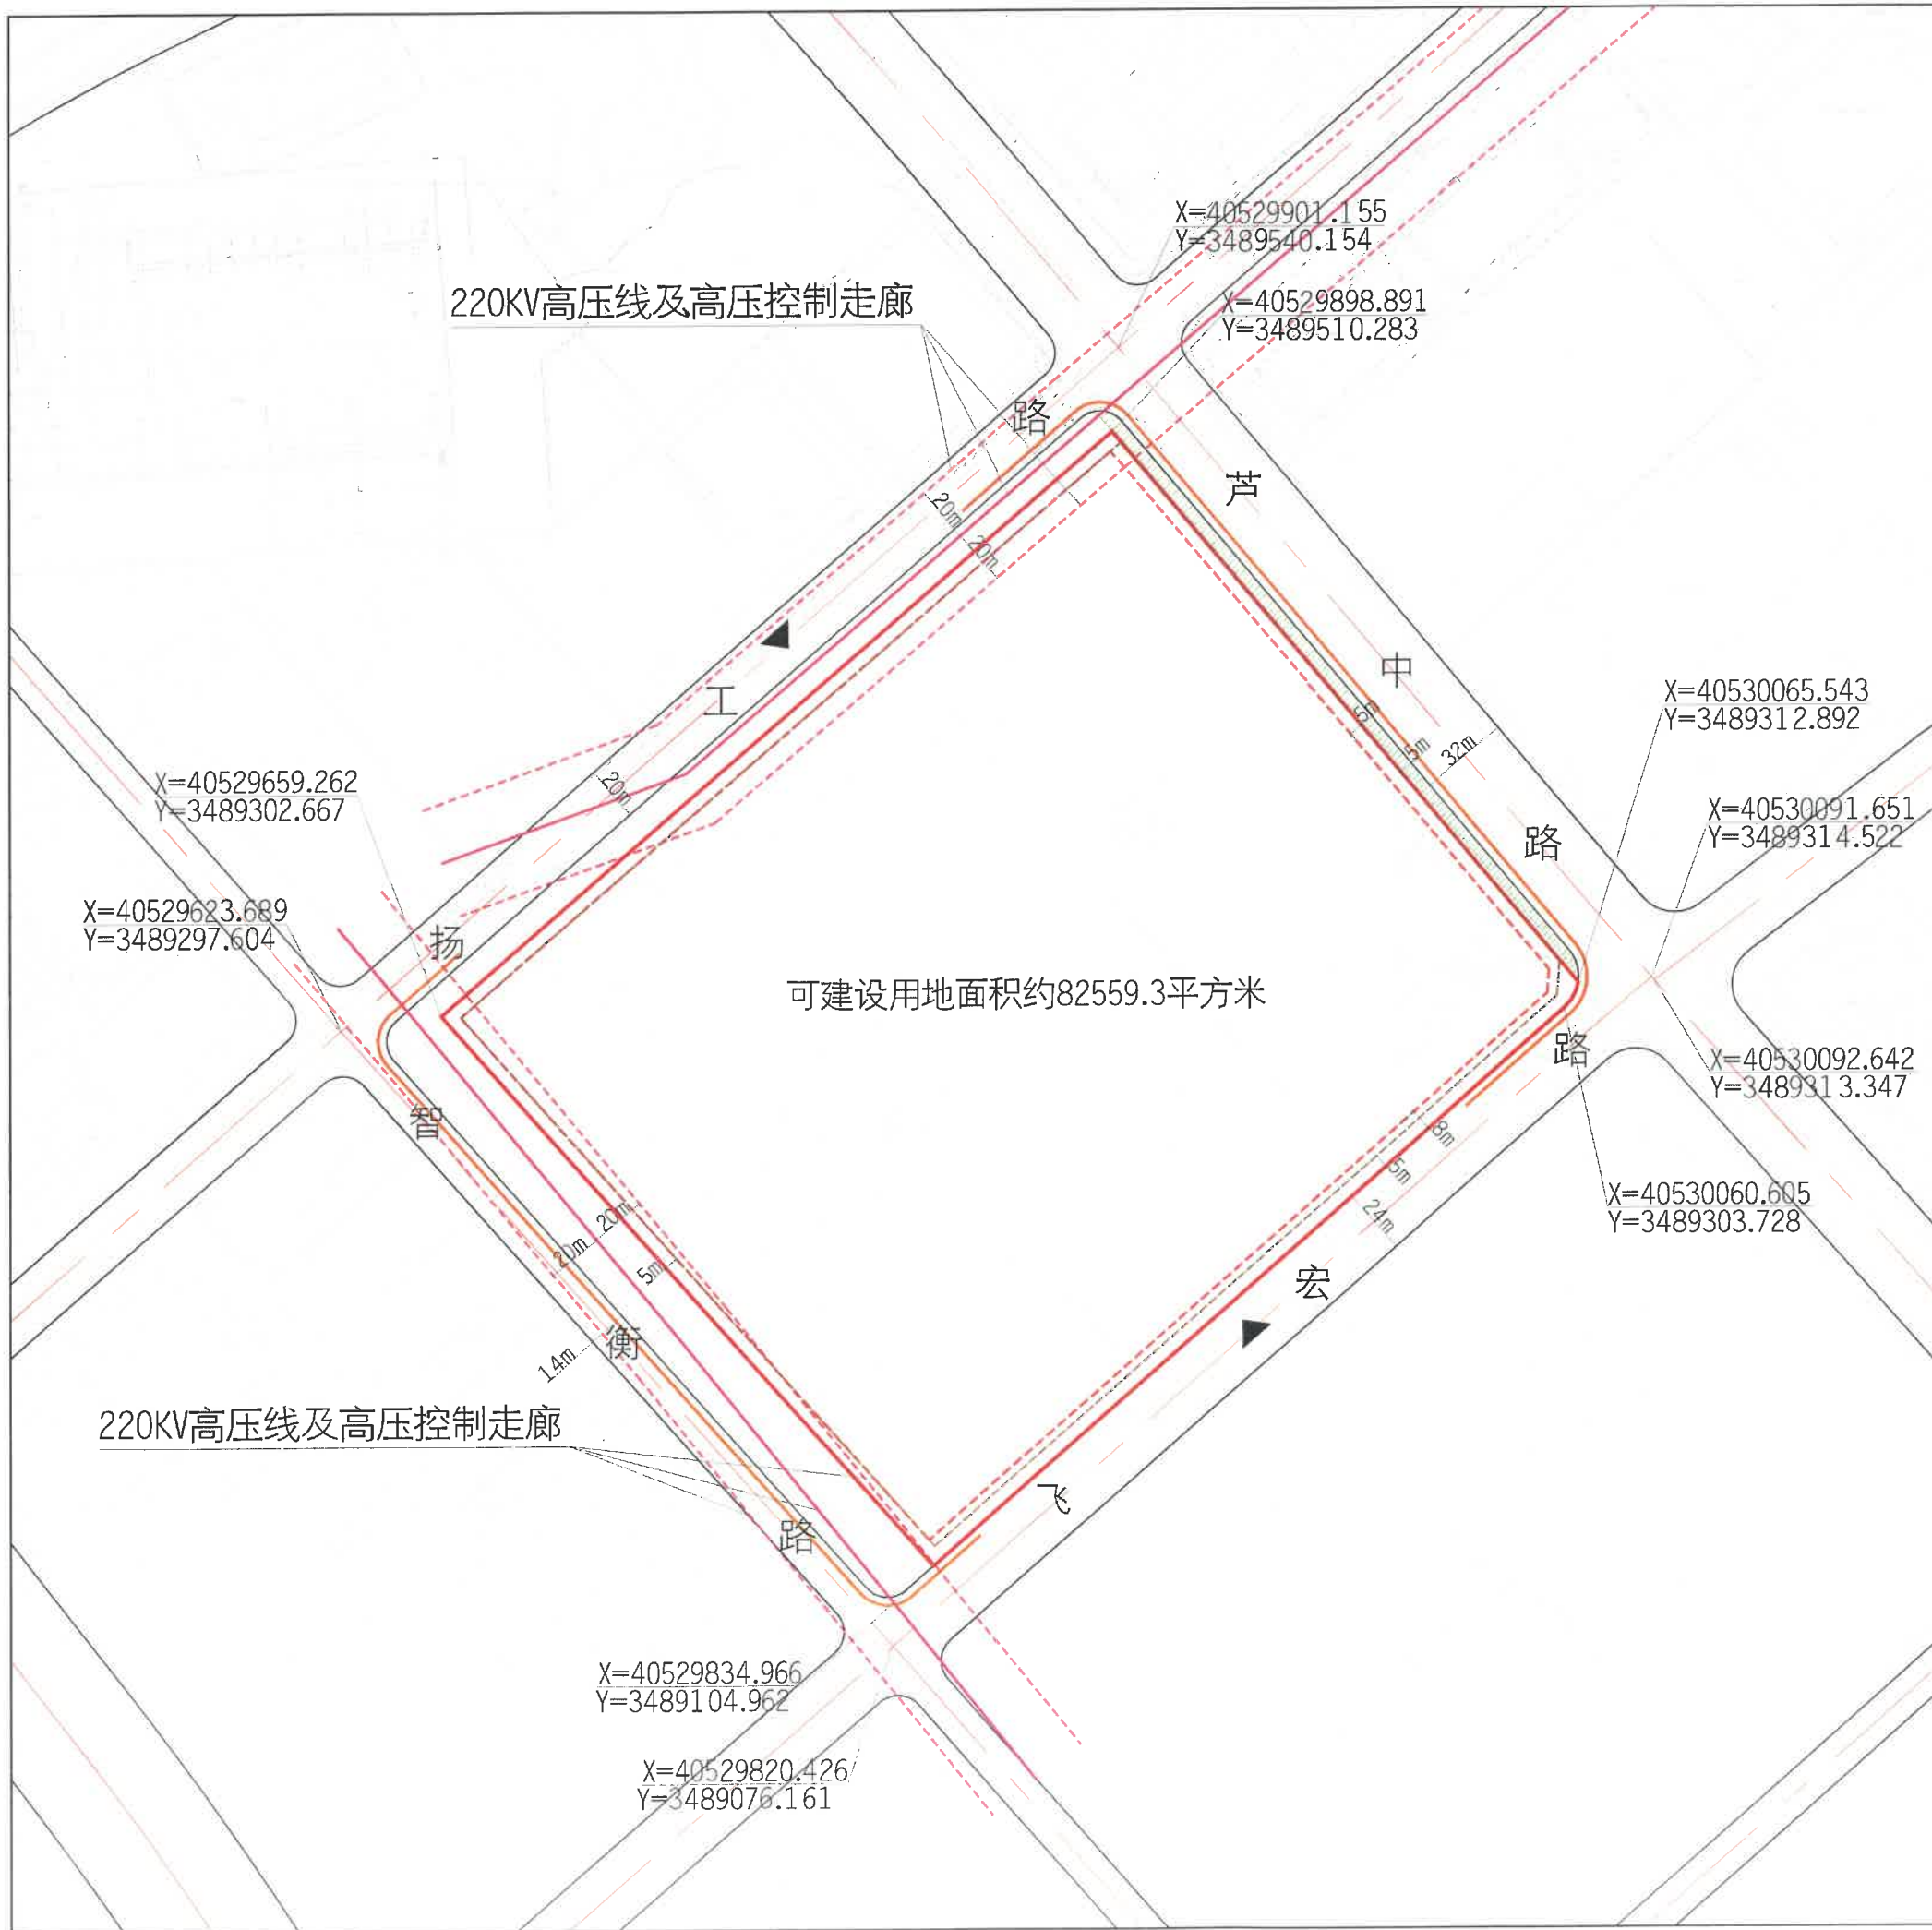 X=40529901.155
Y=3489540.154
220KV高压线及高压控制走廊
X=40529898.891
Y=3489510.283
路
芦
20m
20m
工
中
5m
5m
32m
X=40530065.543
Y=3489312.892
X=40529659.262
Y=3489302.667
20m
路
X=40530091.651
Y=3489314.522
X=40529623.689
Y=3489297.604
扬
可建设用地面积约82559.3平方米
路
X=40530092.642
Y=3489313.347
智
8m
5m
X=40530060.605
Y=3489303.728
20m
24m
20m
5m
宏
14m
衡
220KV高压线及高压控制走廊
飞
路
X=40529834.966
Y=3489104.962
X=40529820.426
Y=3489076.161